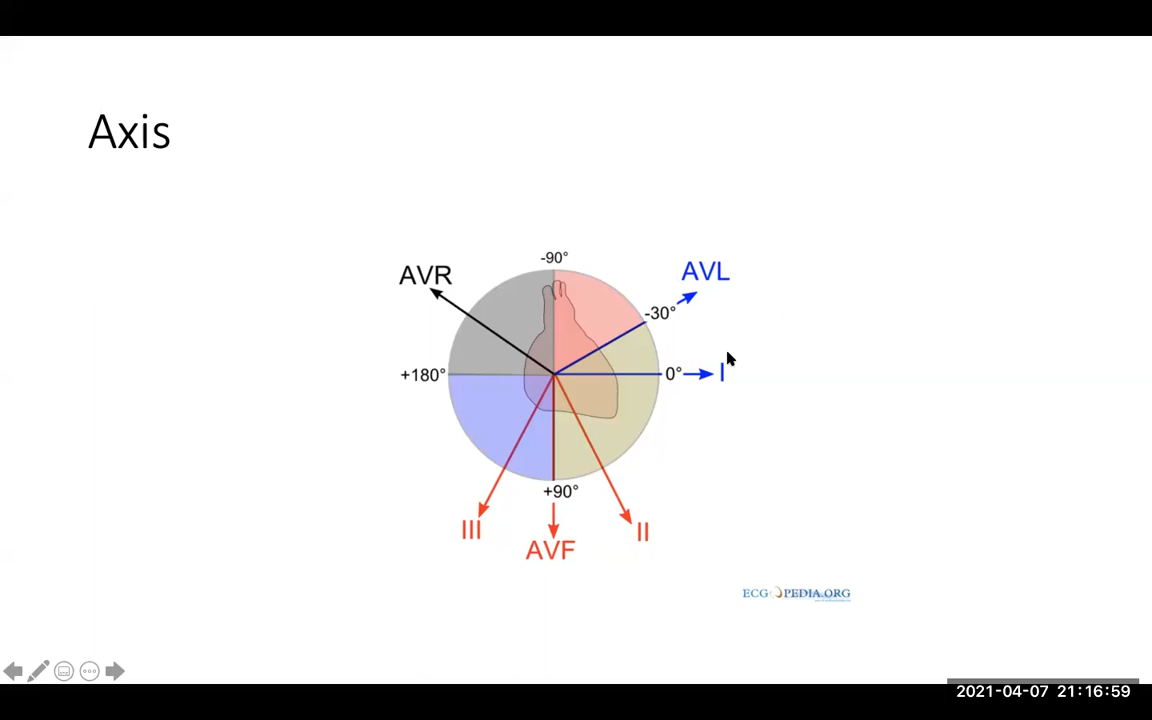 Axis
-90°
AVR
AVL
-30°
+180°
0°
I
+90°
III
II
AVF
ECGPEDIA.ORG
2021-04-07 21:16:59